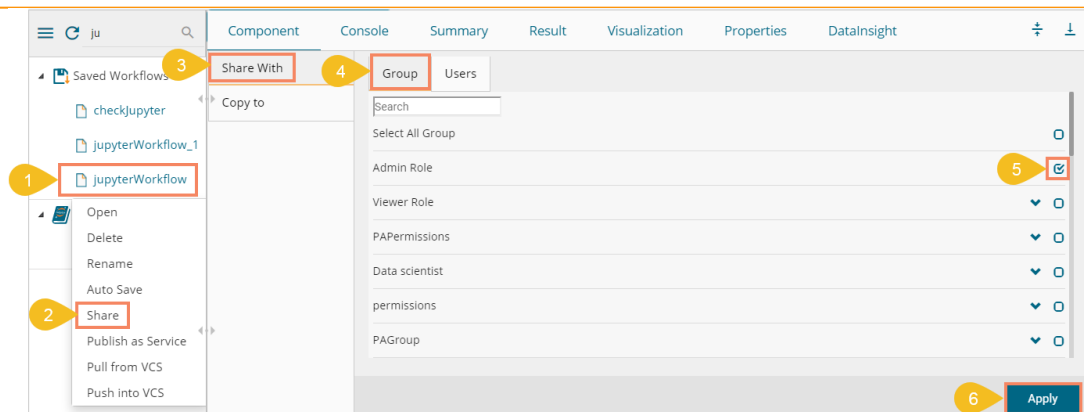 ju
Component Console Summary Result Visualization Properties DataInsight
3 Share With
4 Group Users
Saved Workflows
Copy to
Search
checkJupyter
Select All Group
jupyterWorkflow_1
Admin Role 5
1 jupyterWorkflow
Viewer Role
Open
PAPermissions
Delete
Rename
Data scientist
Auto Save
2 Share
permissions
Publish as Service
PAGroup
Pull from VCS
Push into VCS
6 Apply